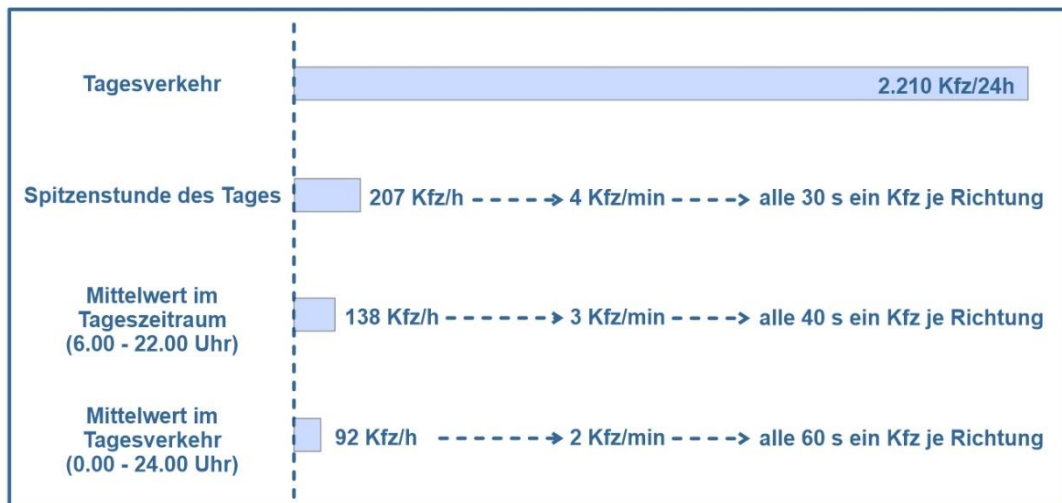 Tagesverkehr
2.210 Kfz/24h
Spitzenstunde des Tages
207 Kfz/h
4 Kfz/min
alle 30 s ein Kfz je Richtung
Mittelwert im
Tageszeitraum
(6.00 - 22.00 Uhr)
138 Kfz/h
3 Kfz/min
alle 40 s ein Kfz je Richtung
Mittelwert im
Tagesverkehr
(0.00 - 24.00 Uhr)
92 Kfz/h
2 Kfz/min
alle 60 s ein Kfz je Richtung